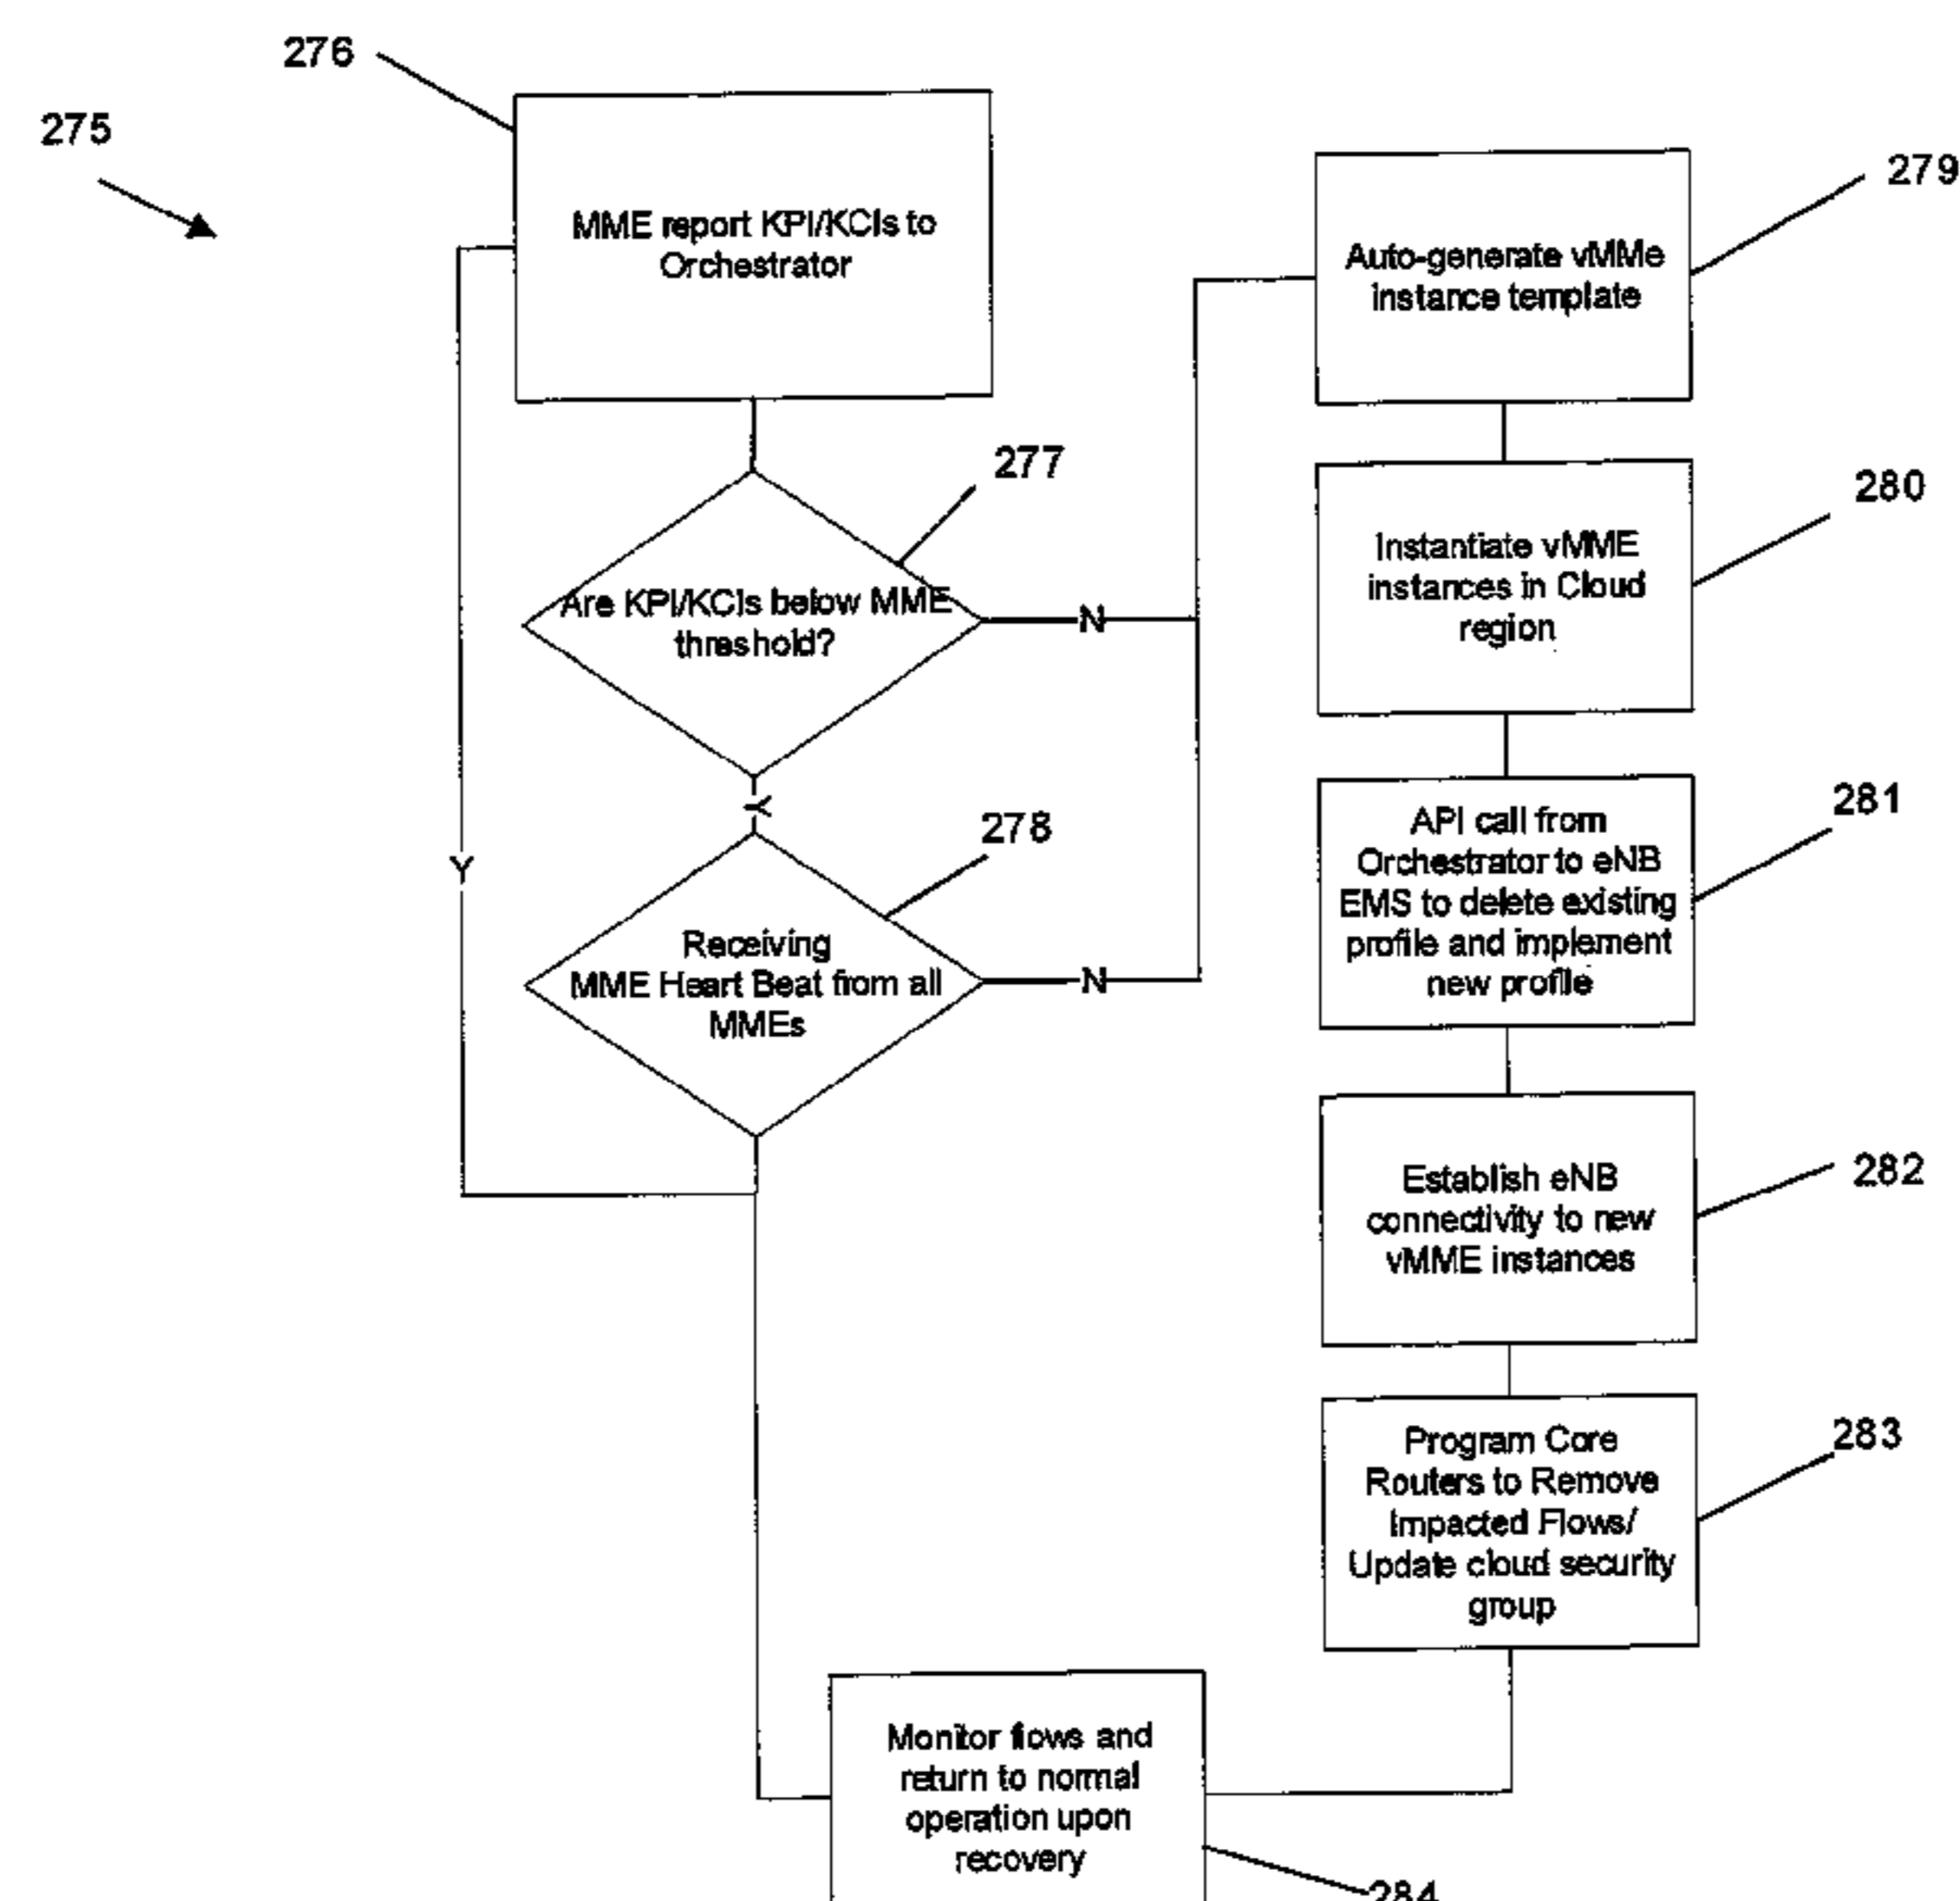 276
275
MME report KPI/KCIs to
Orchestrator
277
Are KPI/KCIs below MME
threshold?
N
Y
Y
278
Receiving
MME Heart Beat from all
MMEs
N
279
Auto-generate vMMe
instance template
280
Instantiate vMME
instances in Cloud
region
281
API call from
Orchestrator to eNB
EMS to delete existing
profile and implement
new profile
282
Establish eNB
connectivity to new
vMME instances
283
Program Core
Routers to Remove
Impacted Flows/
Update cloud security
group
Monitor flows and
return to normal
operation upon
recovery
284